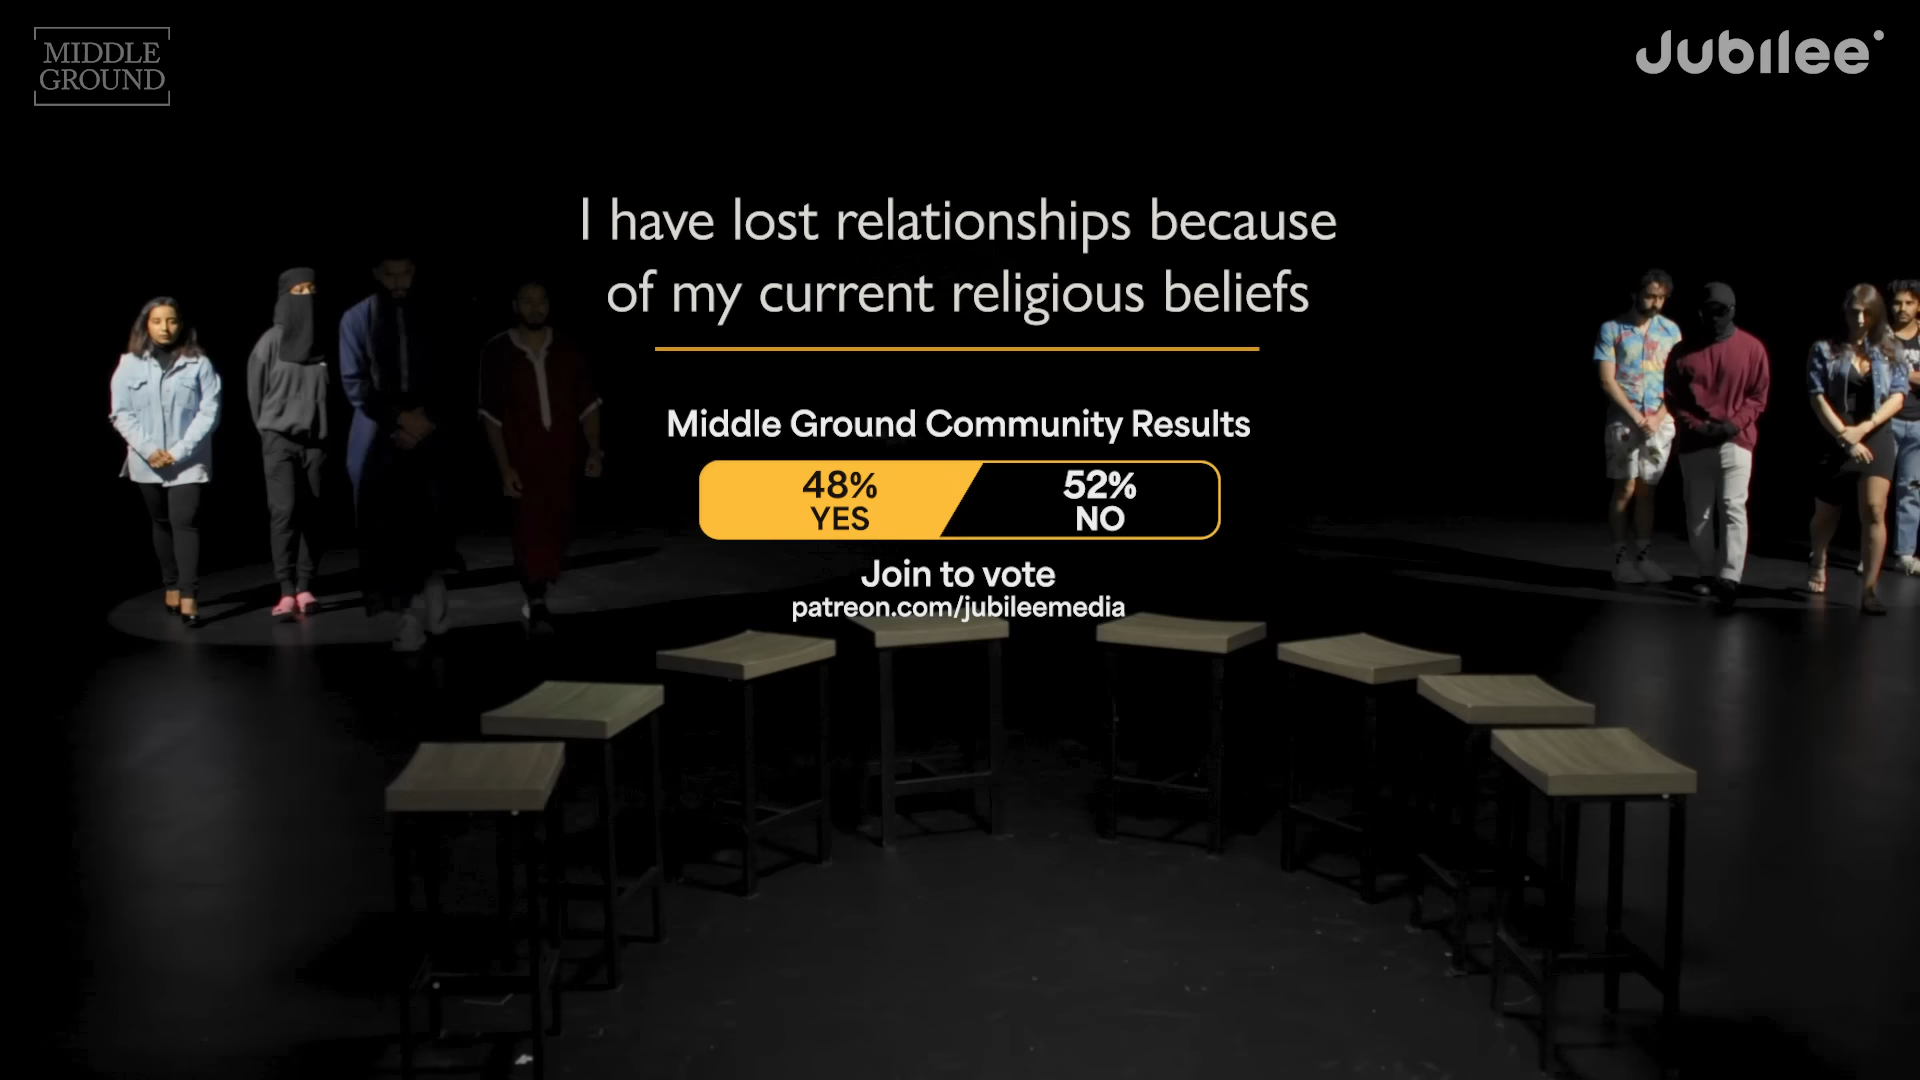 MIDDLE
GROUND
Jubilee
I have lost relationships because
of my current religious beliefs
Middle Ground Community Results
48%
YES
52%
NO
Join to vote
patreon.com/jubileemedia